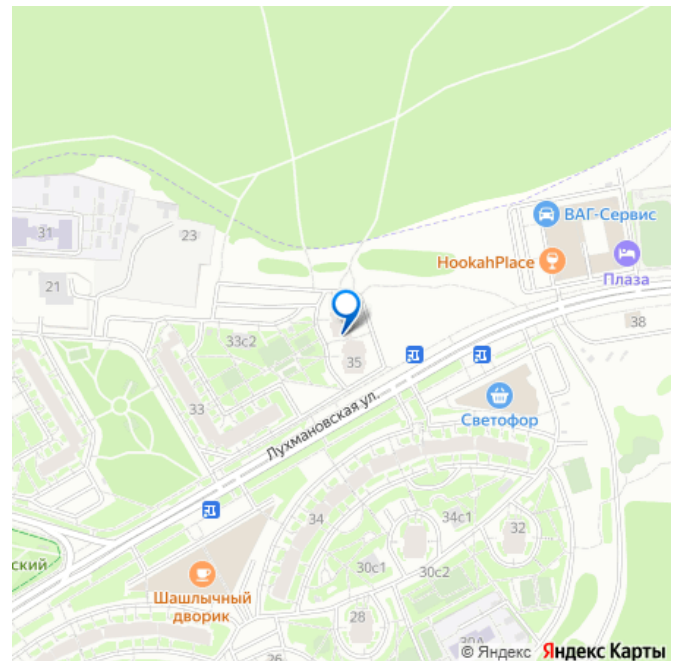 ВАГ-Сервис
31
23
HookahPlace
Плаза
21
38
33с2
35
33
Светофор
Лухмановская ул.
34
34с1
32
ский
30с1
30с2
Шашлычный
дворик
28
26
30А
© Яндекс Яндекс Карты